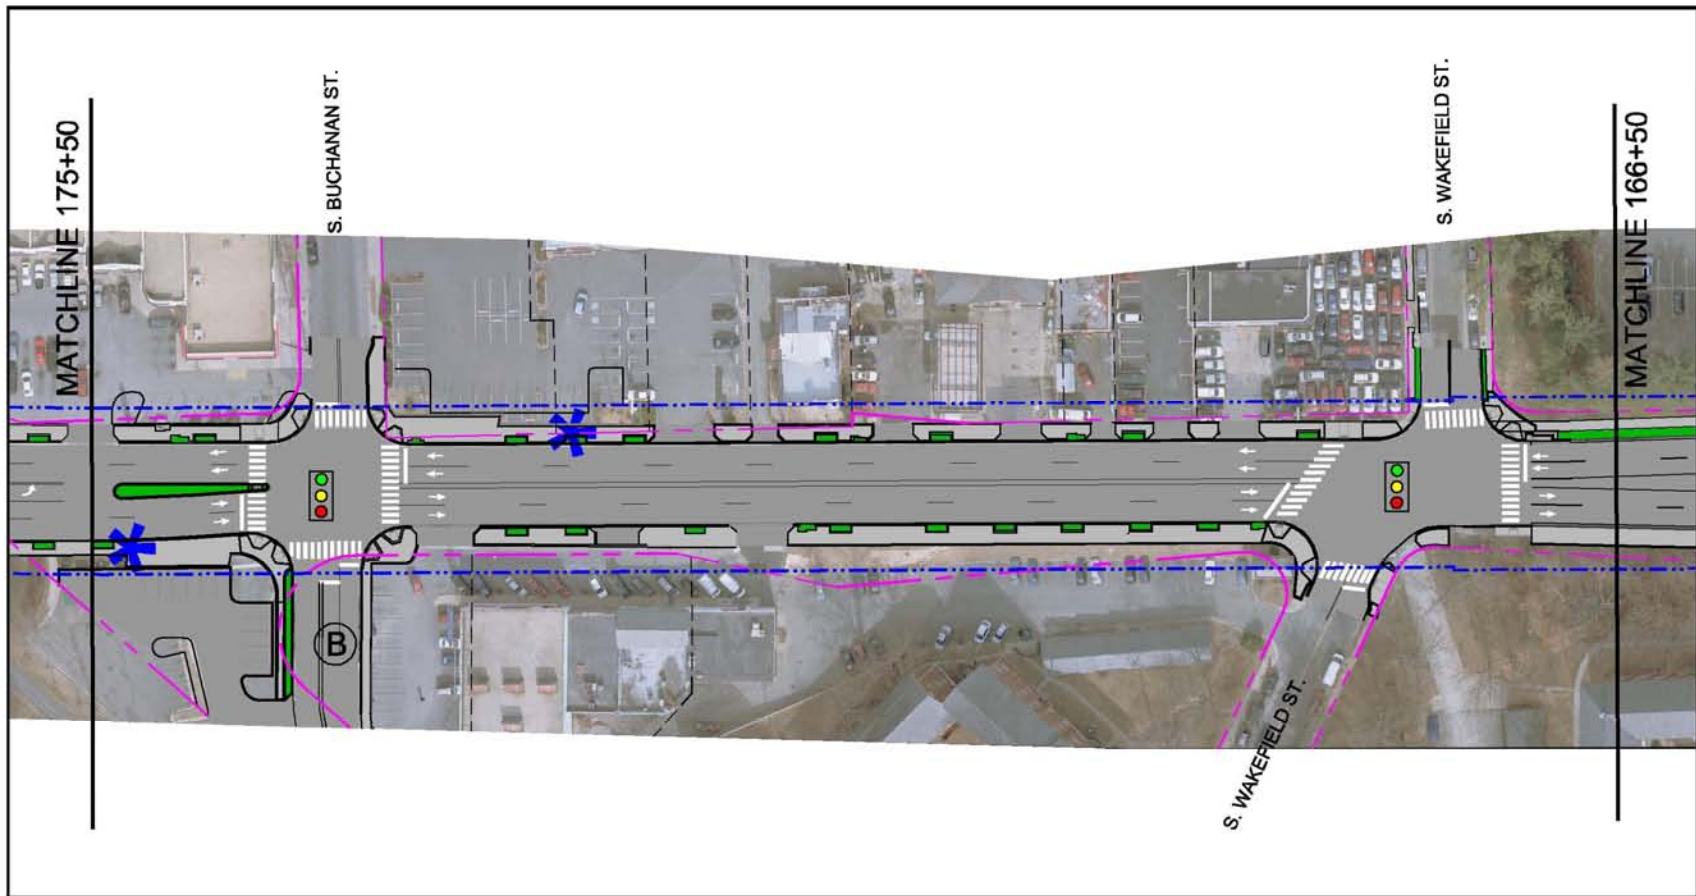 MATCHLINE 175+50
S. BUCHANAN ST.
S. WAKEFIELD ST.
MATCHLINE 166+50
B
S. WAKEFIELD ST.